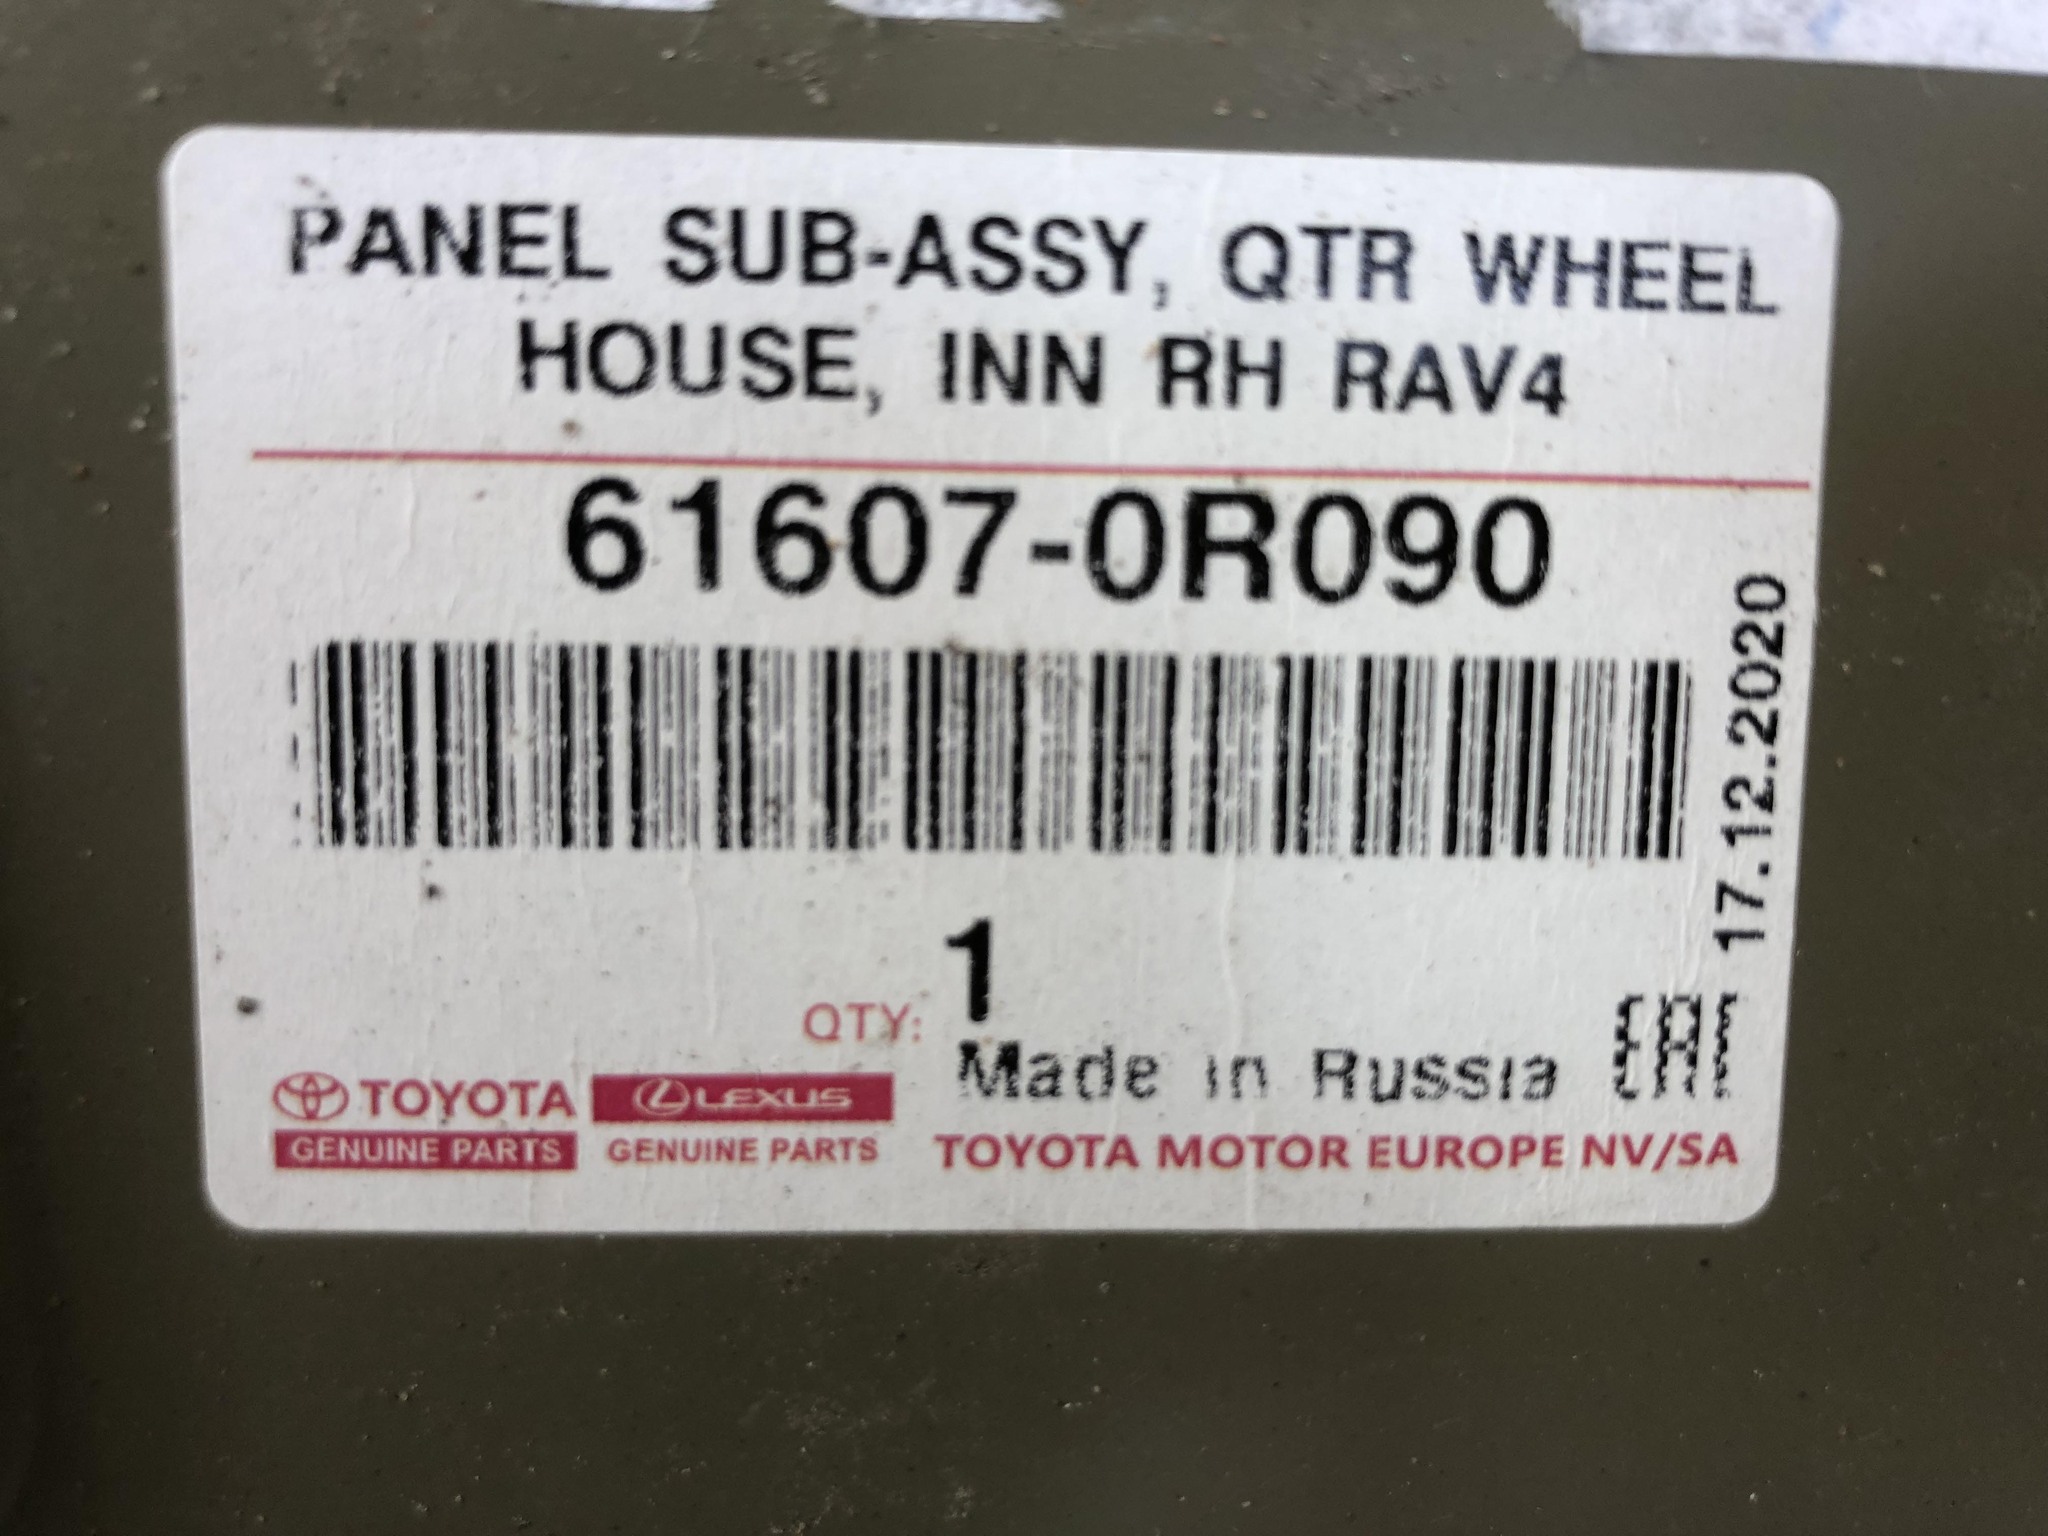 PANEL SUB-ASSY, QTR WHEEL
HOUSE, INN RH RAV4
61607-0R090
17.12.2020
QTY: 1
Made in Russia EAC
TOYOTA
GENUINE PARTS
LEXUS
GENUINE PARTS
TOYOTA MOTOR EUROPE NV/SA